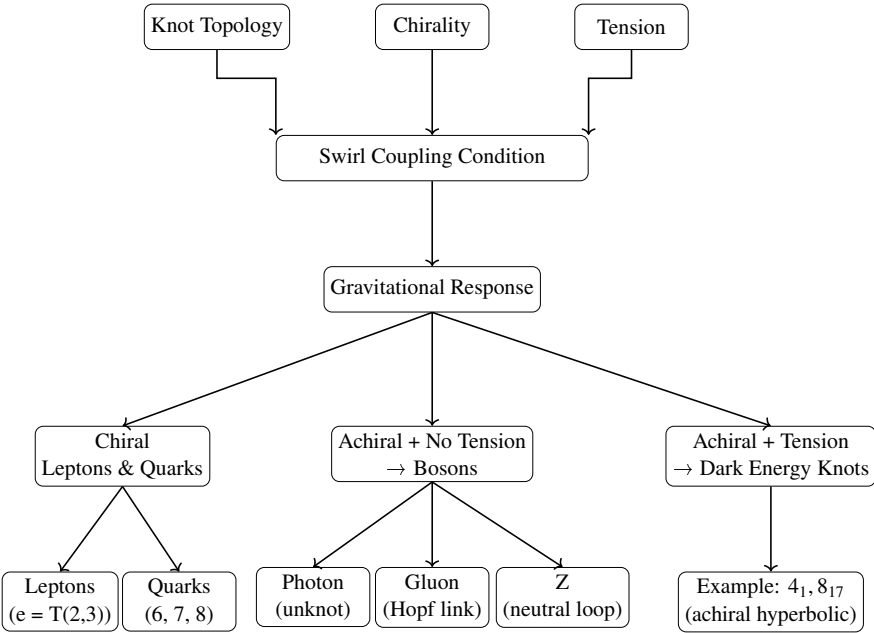 Knot Topology
Chirality
Tension
Swirl Coupling Condition
Gravitational Response
Chiral
Leptons & Quarks
Achiral + No Tension
→ Bosons
Achiral + Tension
→ Dark Energy Knots
Leptons
(e = T(2,3))
Quarks
(6, 7, 8)
Photon
(unknot)
Gluon
(Hopf link)
Z
(neutral loop)
Example: 4₁, 8₁₇
(achiral hyperbolic)